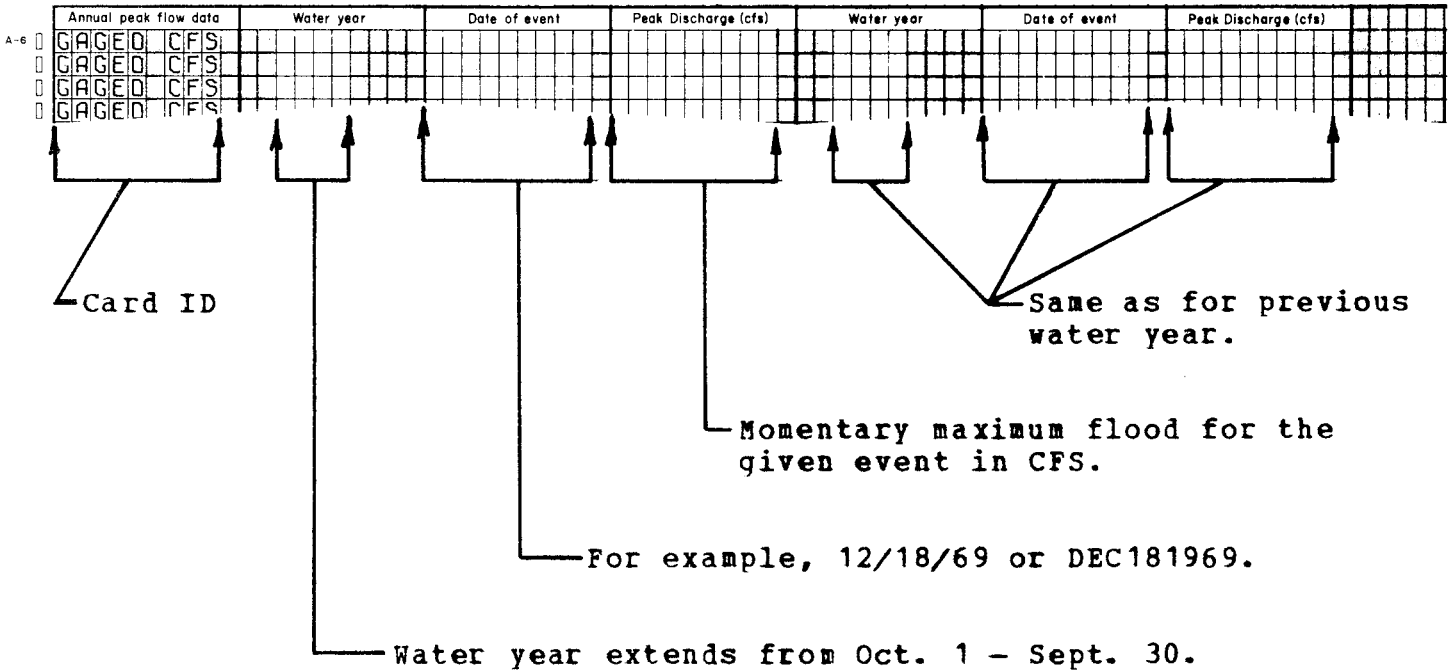 Annual peak flow data Water year Date of event Peak Discharge (cfs) Water year Date of event Peak Discharge (cfs)
A-6 GAGED CFS
GAGED CFS
GAGED CFS
GAGED CFS
Card ID
Same as for previous
water year.
Momentary maximum flood for the
given event in CFS.
For example, 12/18/69 or DEC181969.
Water year extends from Oct. 1 - Sept. 30.